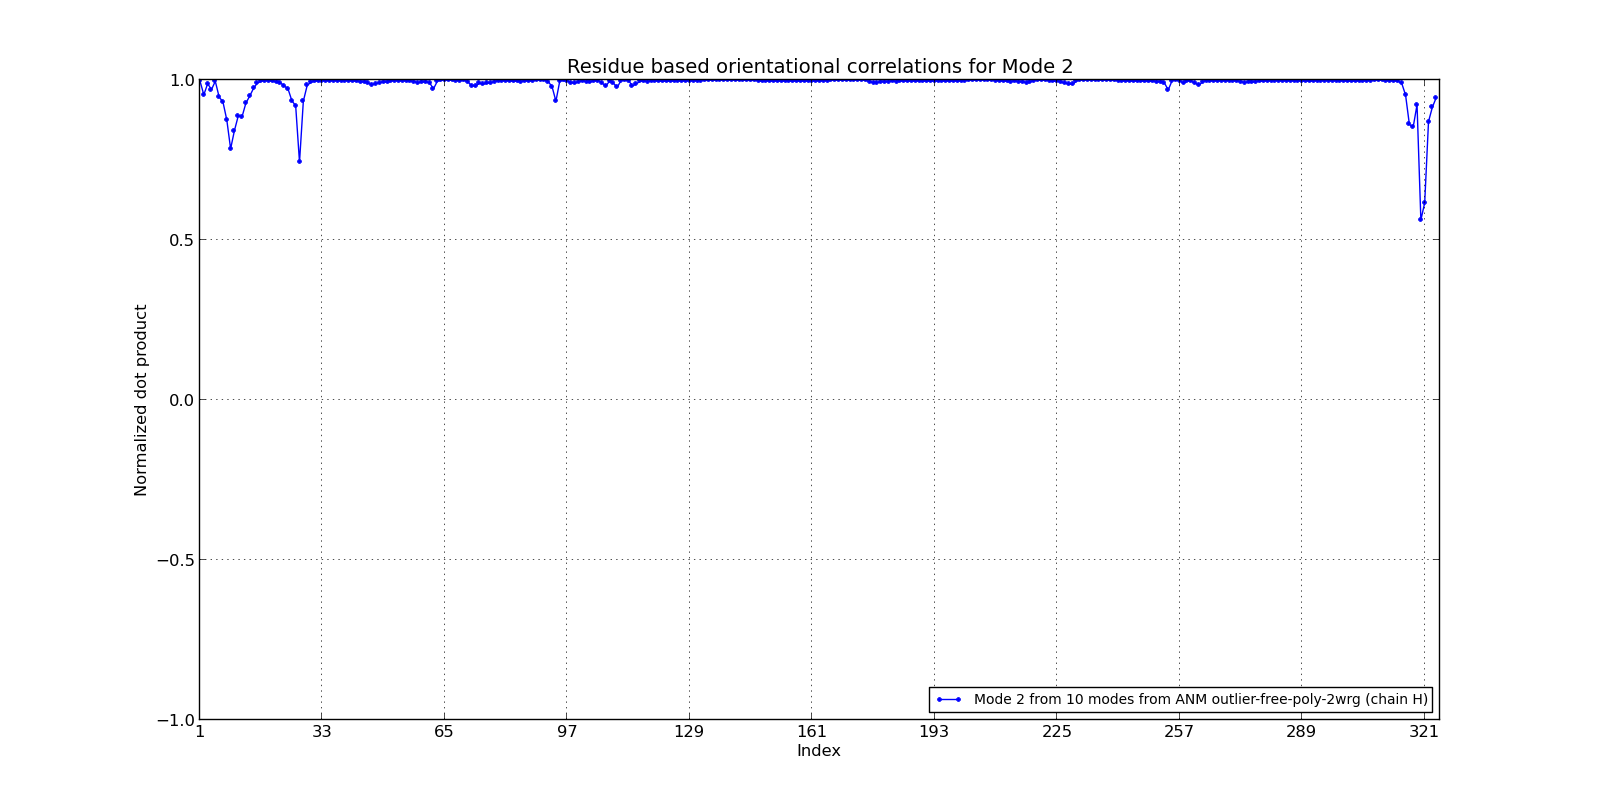 Residue based orientational correlations for Mode 2
1.0
0.5
0.0
−0.5
−1.0
Normalized dot product
Mode 2 from 10 modes from ANM outlier-free-poly-2wrg (chain H)
1 33 65 97 129 161 193 225 257 289 321
Index